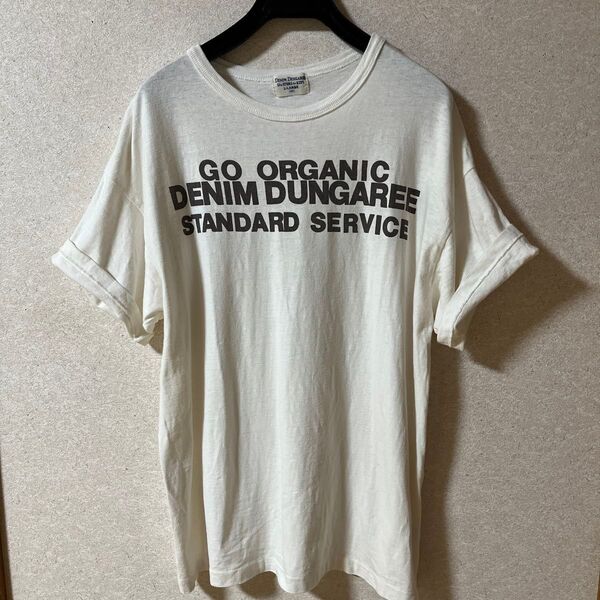 DENIM DUNGAREE
GO ORGANIC
DENIM DUNGAREE
STANDARD SERVICE